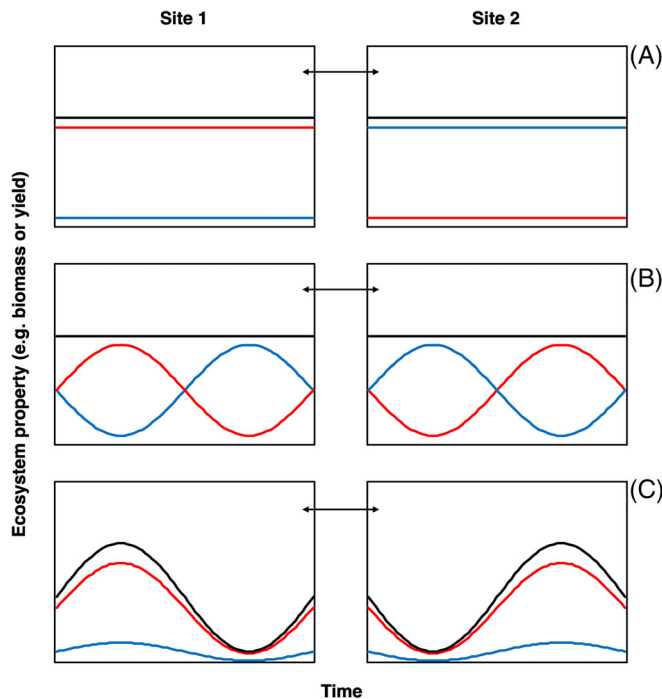 Site 1
Site 2
(A)
(B)
(C)
Ecosystem property (e.g. biomass or yield)
Time